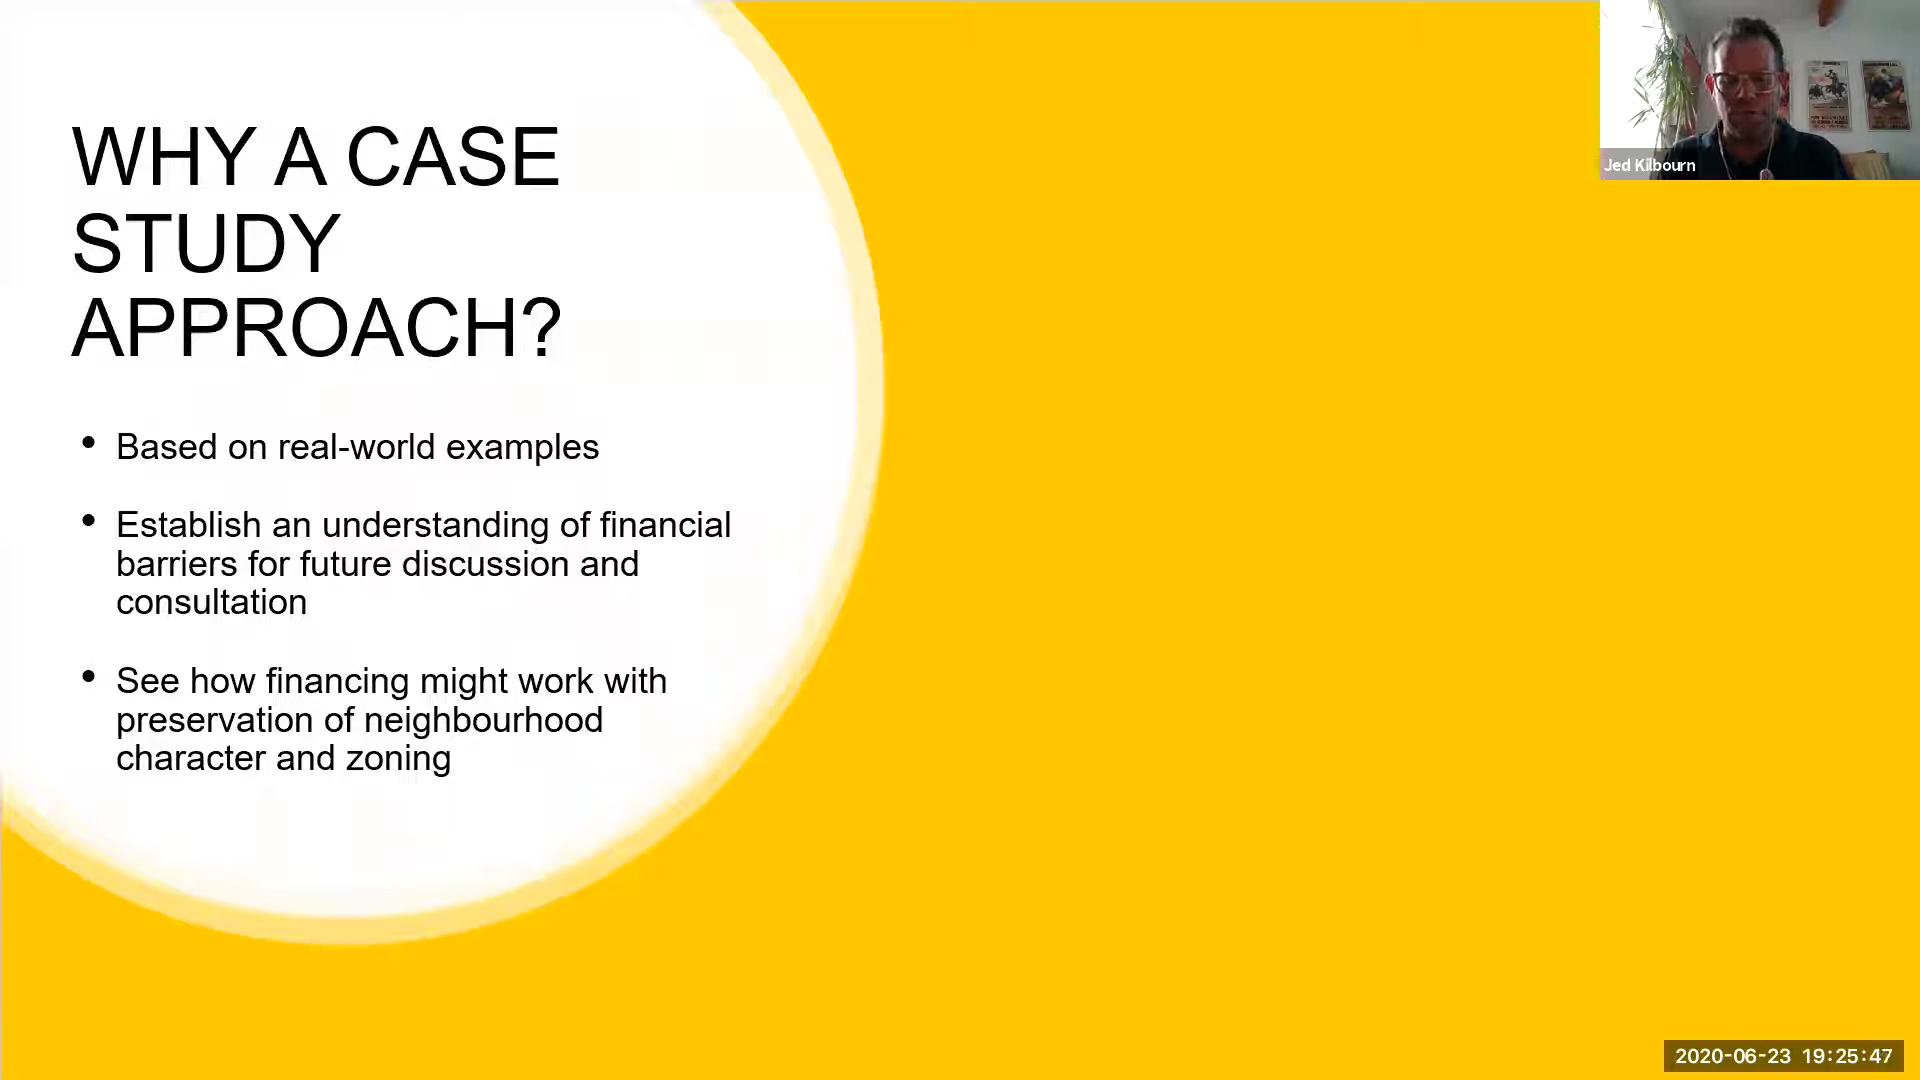 WHY A CASE
STUDY
APPROACH?
• Based on real-world examples
• Establish an understanding of financial
barriers for future discussion and
consultation
• See how financing might work with
preservation of neighbourhood
character and zoning
Jed Kilbourn
2020-06-23 19:25:47